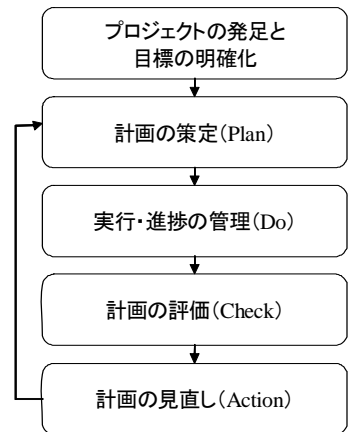 プロジェクトの発足と
目標の明確化
計画の策定(Plan)
実行・進捗の管理(Do)
計画の評価(Check)
計画の見直し(Action)